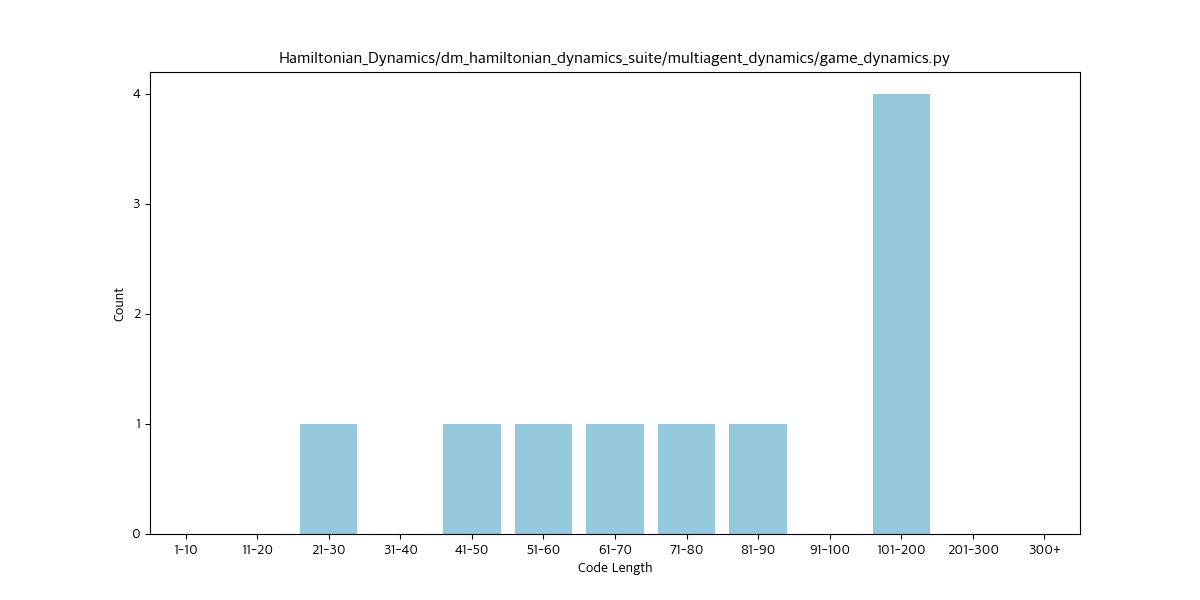 Hamiltonian_Dynamics/dm_hamiltonian_dynamics_suite/multiagent_dynamics/game_dynamics.py
4
3
2
1
0
Count
1-10 11-20 21-30 31-40 41-50 51-60 61-70 71-80 81-90 91-100 101-200 201-300 300+
Code Length